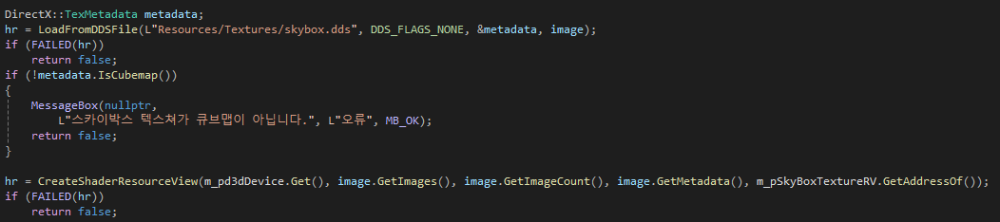 DirectX::TexMetadata metadata;
hr = LoadFromDDSFile(L"Resources/Textures/skybox.dds", DDS_FLAGS_NONE, &metadata, image);
if (FAILED(hr))
    return false;
if (!metadata.IsCubemap())
{
    MessageBox(nullptr,
        L"스카이박스 텍스쳐가 큐브맵이 아닙니다.", L"오류", MB_OK);
    return false;
}
hr = CreateShaderResourceView(m_pd3dDevice.Get(), image.GetImages(), image.GetImageCount(), image.GetMetadata(), m_pSkyBoxTextureRV.GetAddressOf());
if (FAILED(hr))
    return false;